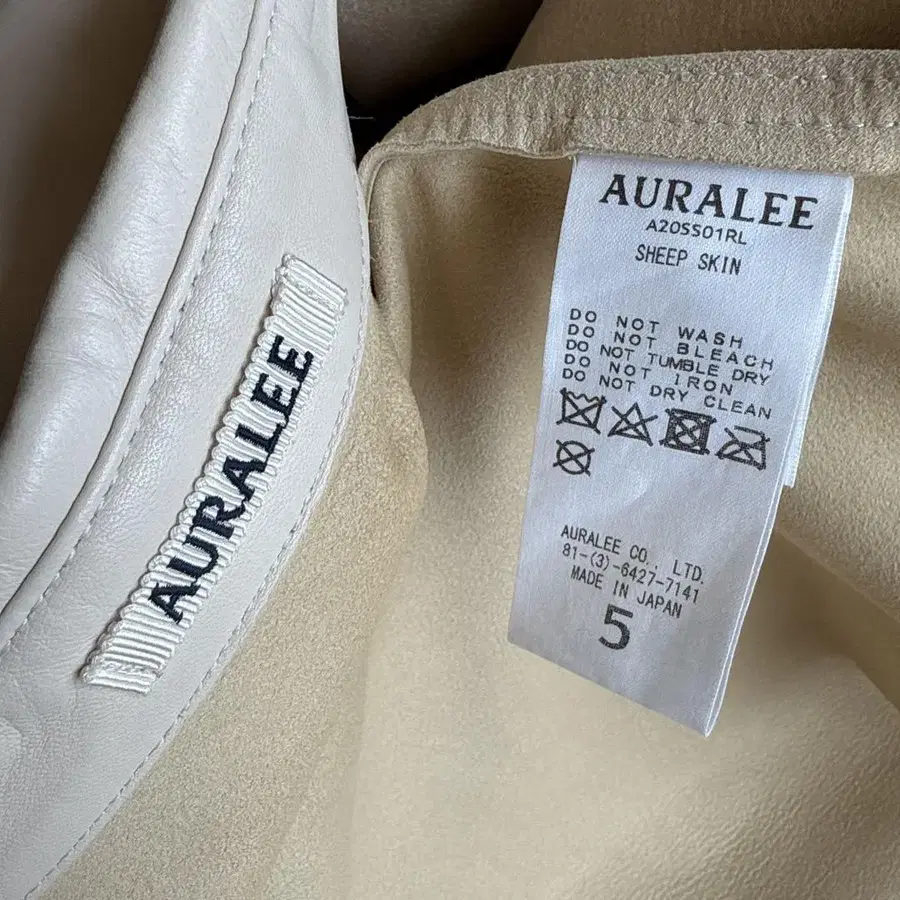 AURALEE
AURALEE
A20SS01RL
SHEEP SKIN
DO NOT WASH
DO NOT BLEACH
DO NOT TUMBLE DRY
DO NOT IRON
DO NOT DRY CLEAN
AURALEE CO., LTD.
81-(3)-6427-7141
MADE IN JAPAN
5